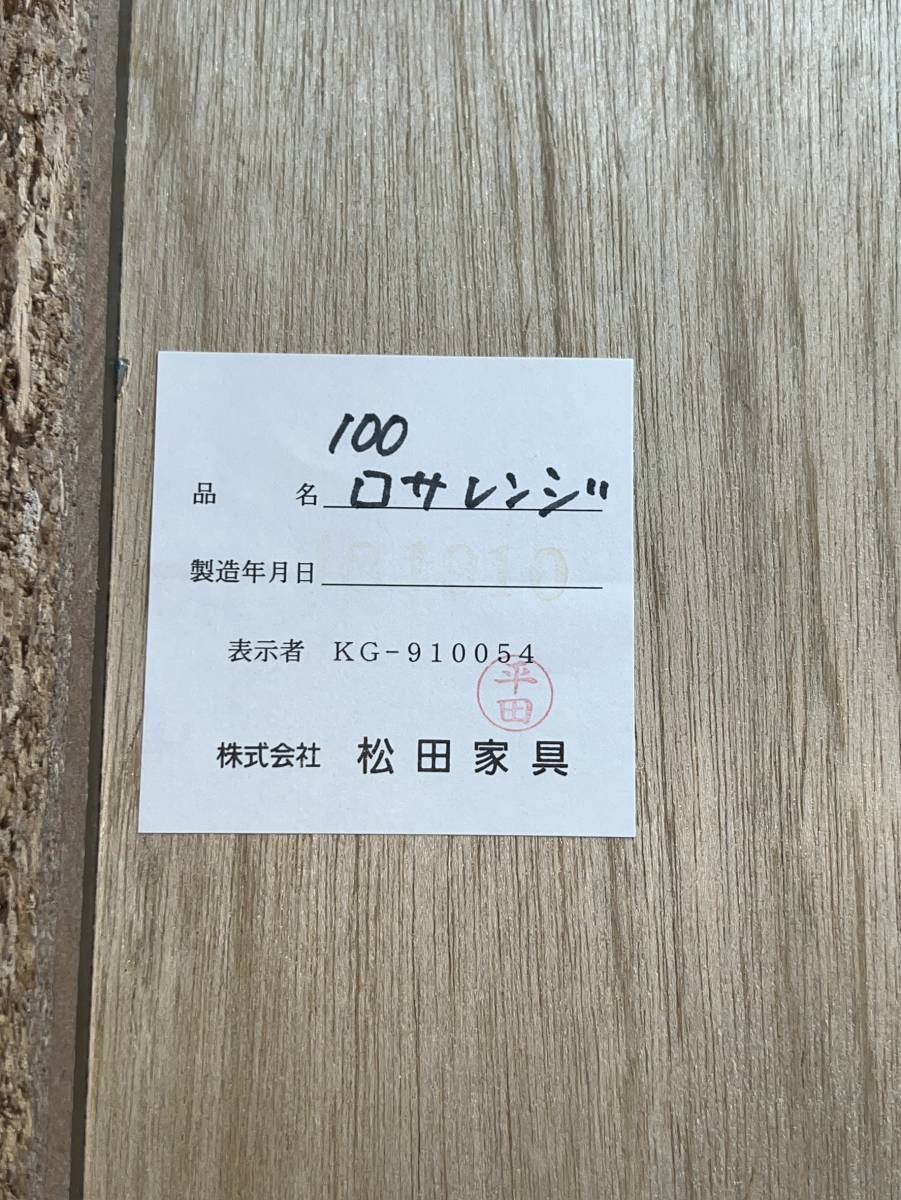 100
品 名 ロサレンジ
製造年月日
表示者 KG-910054
平田
株式会社 松田家具